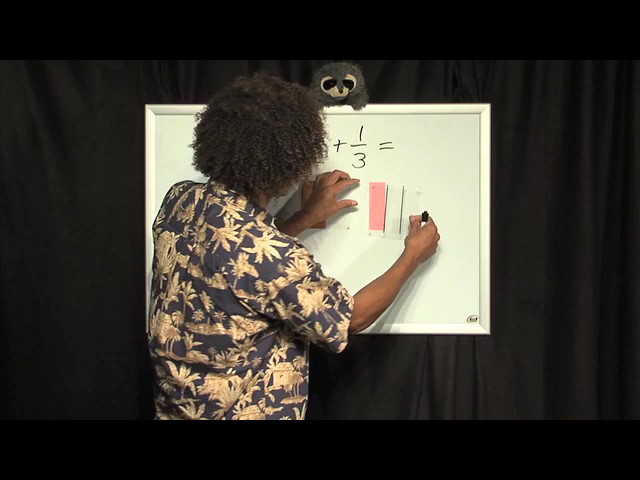 + 1/3 =